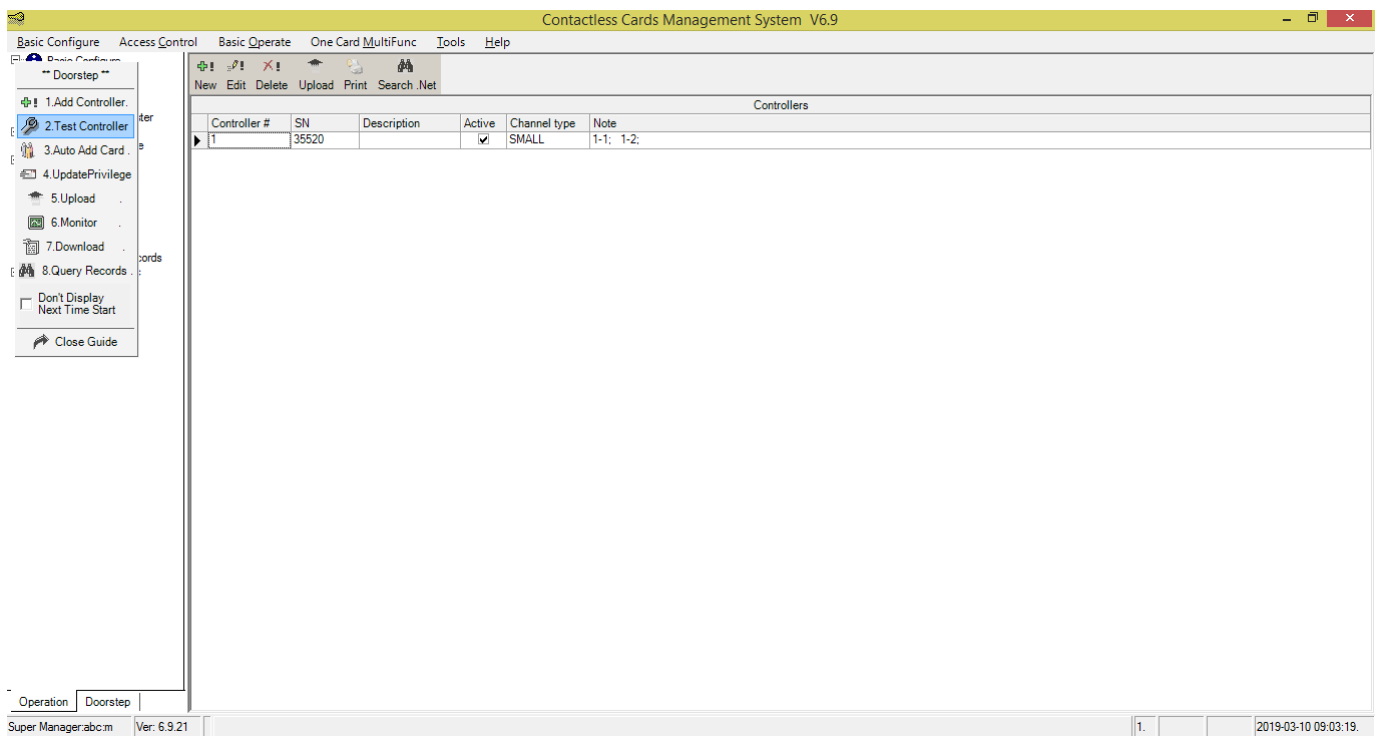 Contactless Cards Management System V6.9
Basic Configure Access Control Basic Operate One Card MultiFunc Tools Help
** Doorstep **
1.Add Controller.
2.Test Controller
3.Auto Add Card .
4.UpdatePrivilege
5.Upload .
6.Monitor .
7.Download .
8.Query Records .
Don't Display
Next Time Start
Close Guide
New Edit Delete Upload Print Search .Net
Controllers
Controller # SN Description Active Channel type Note
1 35520 SMALL 1-1; 1-2;
Operation Doorstep
Super Manager:abc:m Ver: 6.9.21 1. 2019-03-10 09:03:19.